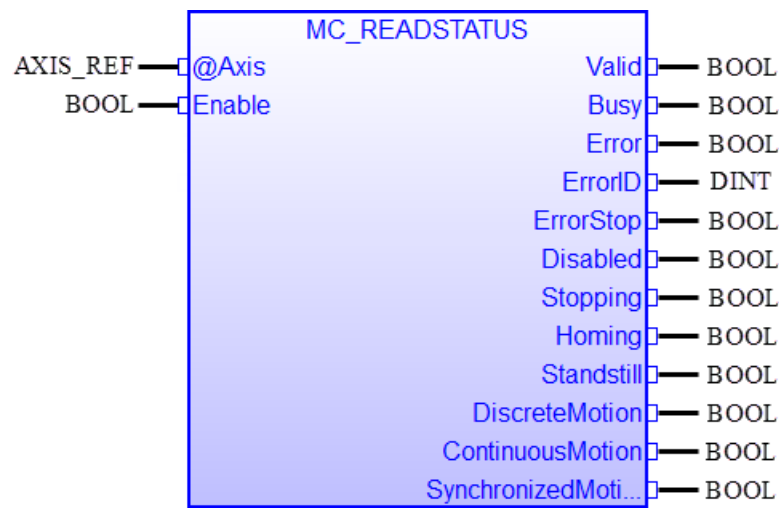 MC_READSTATUS
AXIS_REF @Axis Valid BOOL
BOOL Enable Busy BOOL
Error BOOL
ErrorID DINT
ErrorStop BOOL
Disabled BOOL
Stopping BOOL
Homing BOOL
Standstill BOOL
DiscreteMotion BOOL
ContinuousMotion BOOL
SynchronizedMoti... BOOL